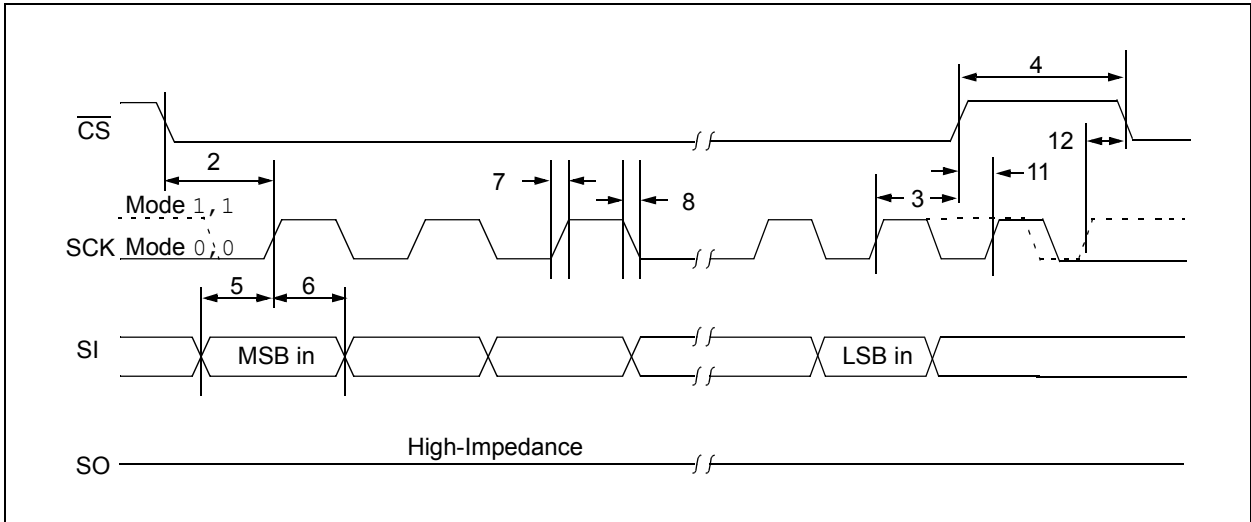 4
CS
12
2
7
8
3
11
Mode 1,1
SCK Mode 0,0
5
6
SI
MSB in
LSB in
High-Impedance
SO